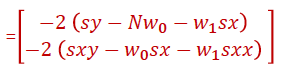 =[ −2 (sy − Nw₀ − w₁sx)
−2 (sxy − w₀sx − w₁sxx) ]